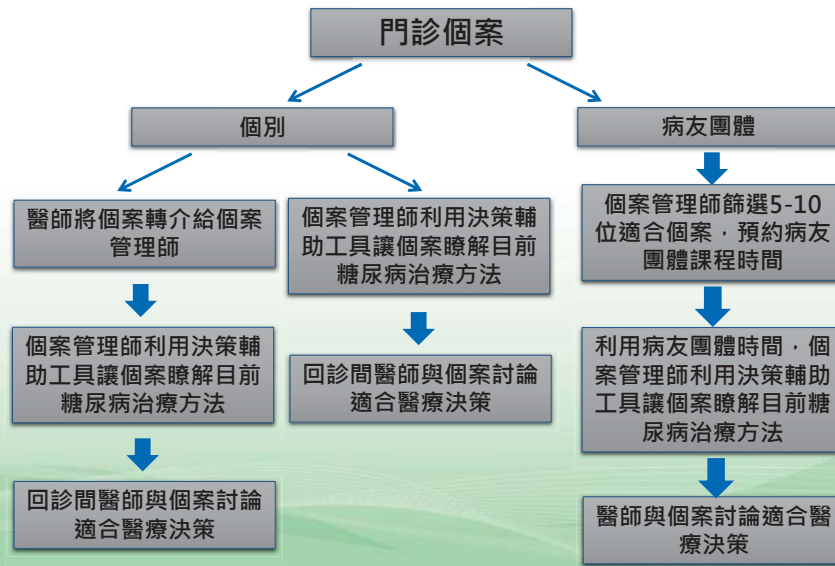 門診個案
個別
病友團體
醫師將個案轉介給個案
管理師
個案管理師利用決策輔
助工具讓個案瞭解目前
糖尿病治療方法
回診間醫師與個案討論
適合醫療決策
個案管理師利用決策輔
助工具讓個案瞭解目前
糖尿病治療方法
回診間醫師與個案討論
適合醫療決策
個案管理師篩選5-10
位適合個案，預約病友
團體課程時間
利用病友團體時間，個
案管理師利用決策輔助
工具讓個案瞭解目前糖
尿病治療方法
醫師與個案討論適合醫
療決策